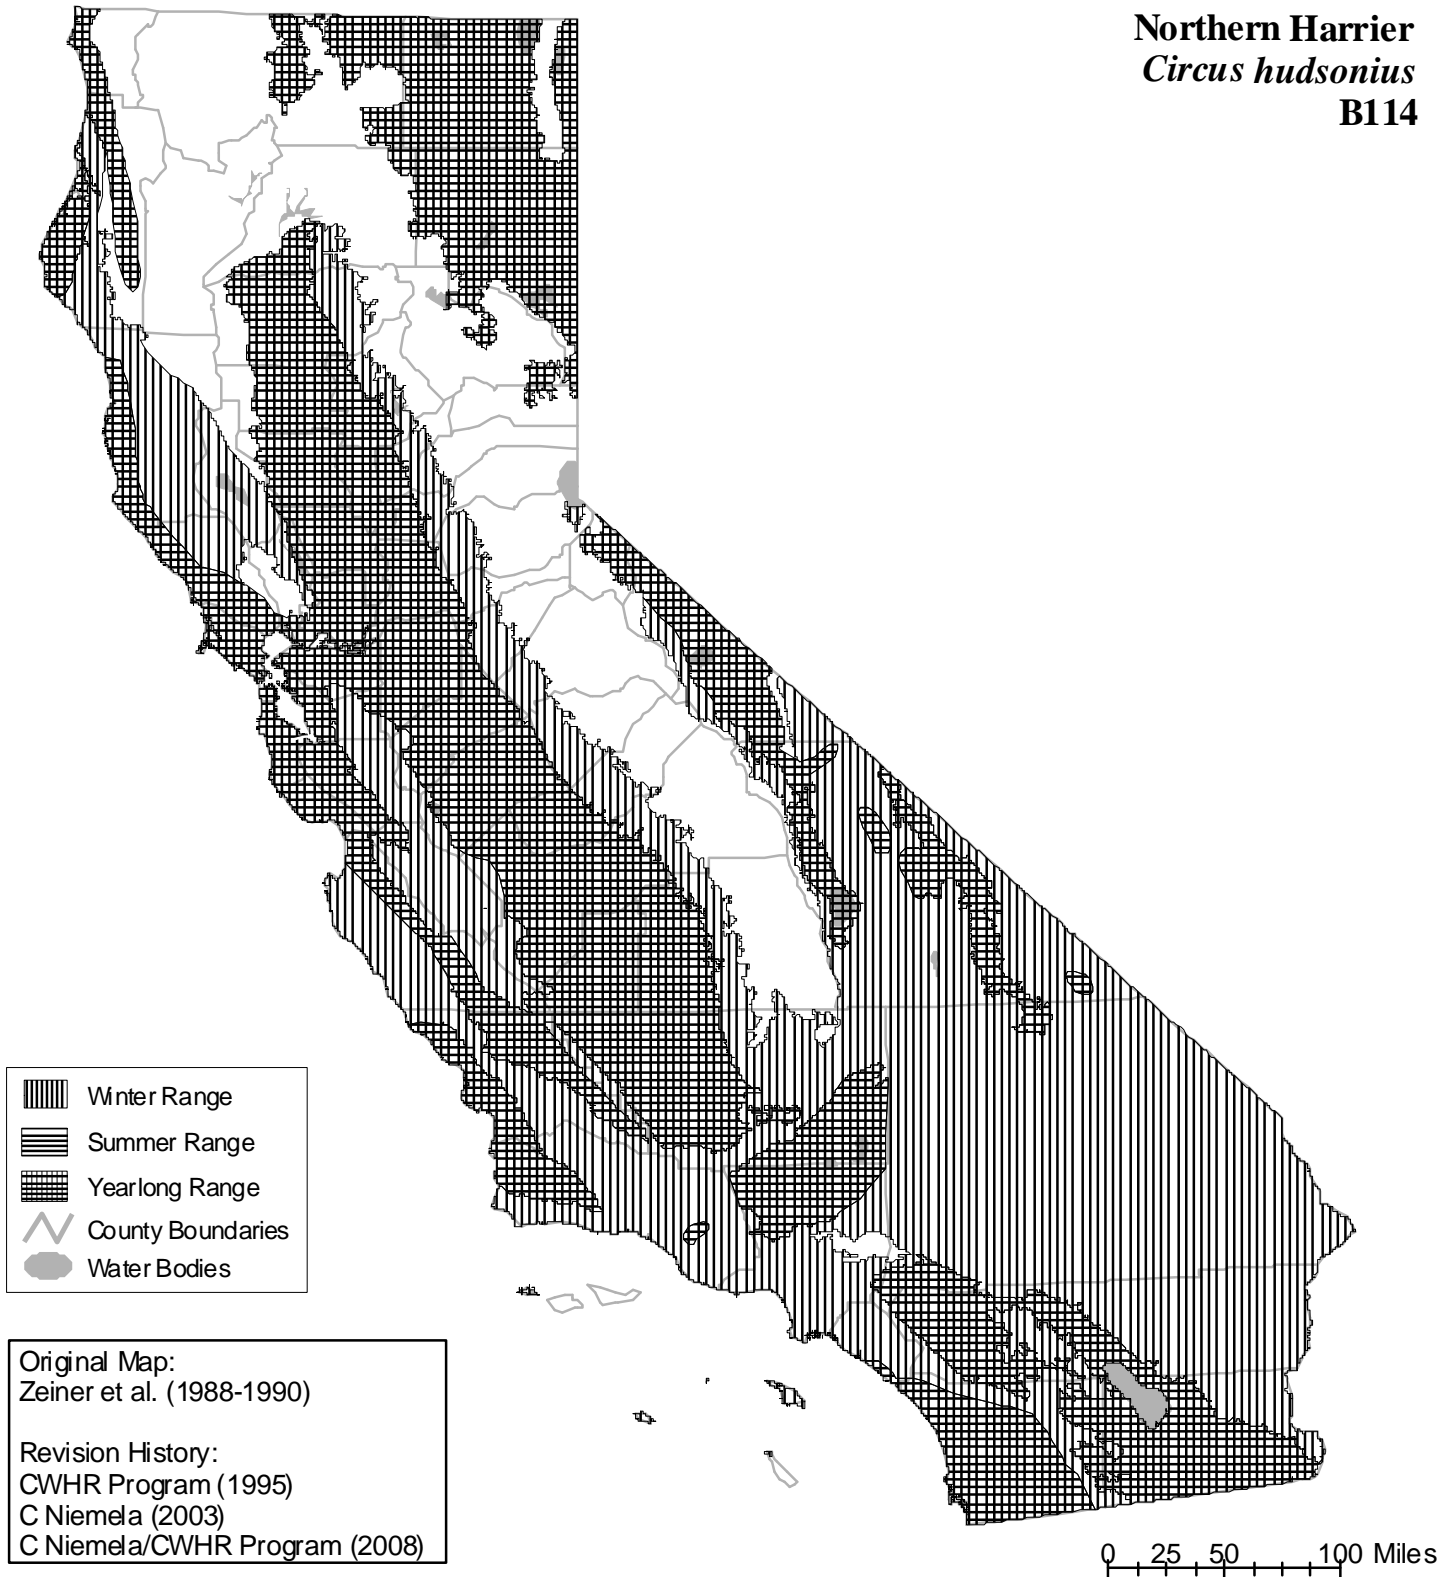 Northern Harrier
Circus hudsonius
B114
Winter Range
Summer Range
Yearlong Range
County Boundaries
Water Bodies
Original Map:
Zeiner et al. (1988-1990)
Revision History:
CWHR Program (1995)
C Niemela (2003)
C Niemela/CWHR Program (2008)
0 25 50 100 Miles